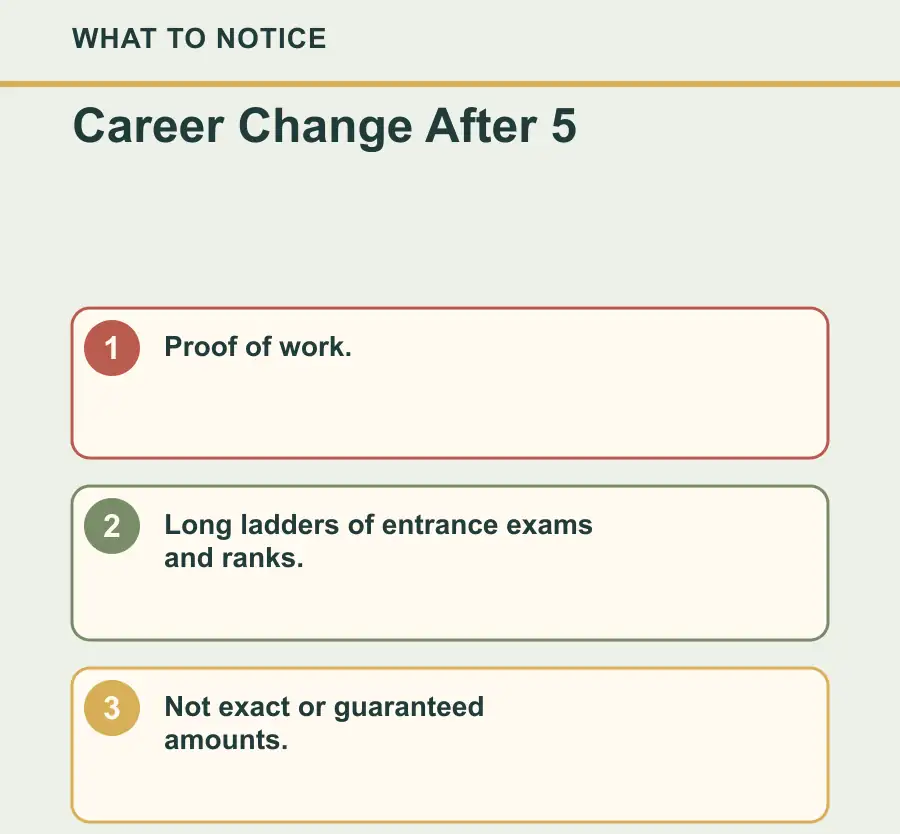 WHAT TO NOTICE
Career Change After 5
1
Proof of work.
2
Long ladders of entrance exams
and ranks.
3
Not exact or guaranteed
amounts.